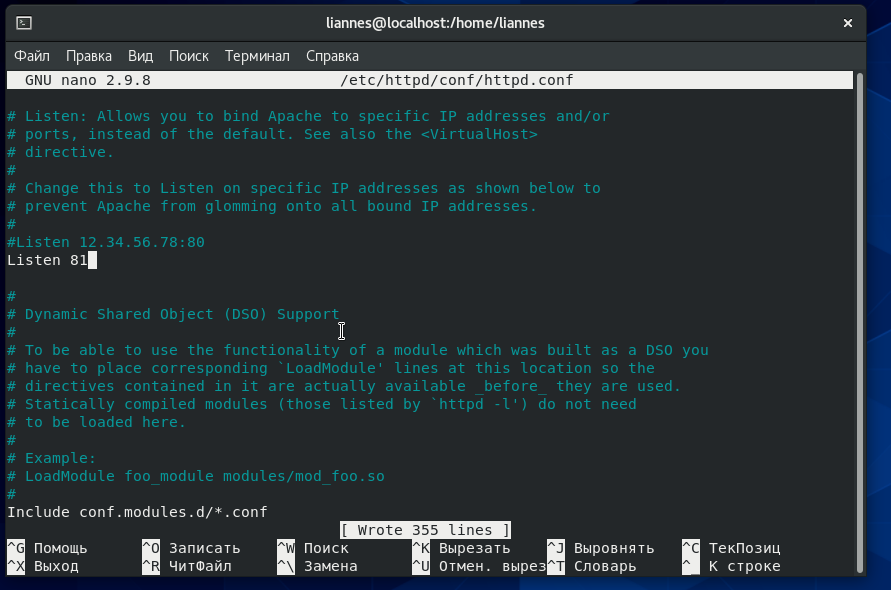 liannes@localhost:/home/liannes
Файл Правка Вид Поиск Терминал Справка
GNU nano 2.9.8 /etc/httpd/conf/httpd.conf
# Listen: Allows you to bind Apache to specific IP addresses and/or
# ports, instead of the default. See also the <VirtualHost>
# directive.
#
# Change this to Listen on specific IP addresses as shown below to
# prevent Apache from glomming onto all bound IP addresses.
#
#Listen 12.34.56.78:80
Listen 81
#
# Dynamic Shared Object (DSO) Support
#
# To be able to use the functionality of a module which was built as a DSO you
# have to place corresponding `LoadModule' lines at this location so the
# directives contained in it are actually available _before_ they are used.
# Statically compiled modules (those listed by `httpd -l') do not need
# to be loaded here.
#
# Example:
# LoadModule foo_module modules/mod_foo.so
#
Include conf.modules.d/*.conf
[ Wrote 355 lines ]
^G Помощь ^O Записать ^W Поиск ^K Вырезать ^J Выровнять ^C ТекПозиц
^X Выход ^R ЧитФайл ^\ Замена ^U Отмен. вырез ^T Словарь ^_ К строке